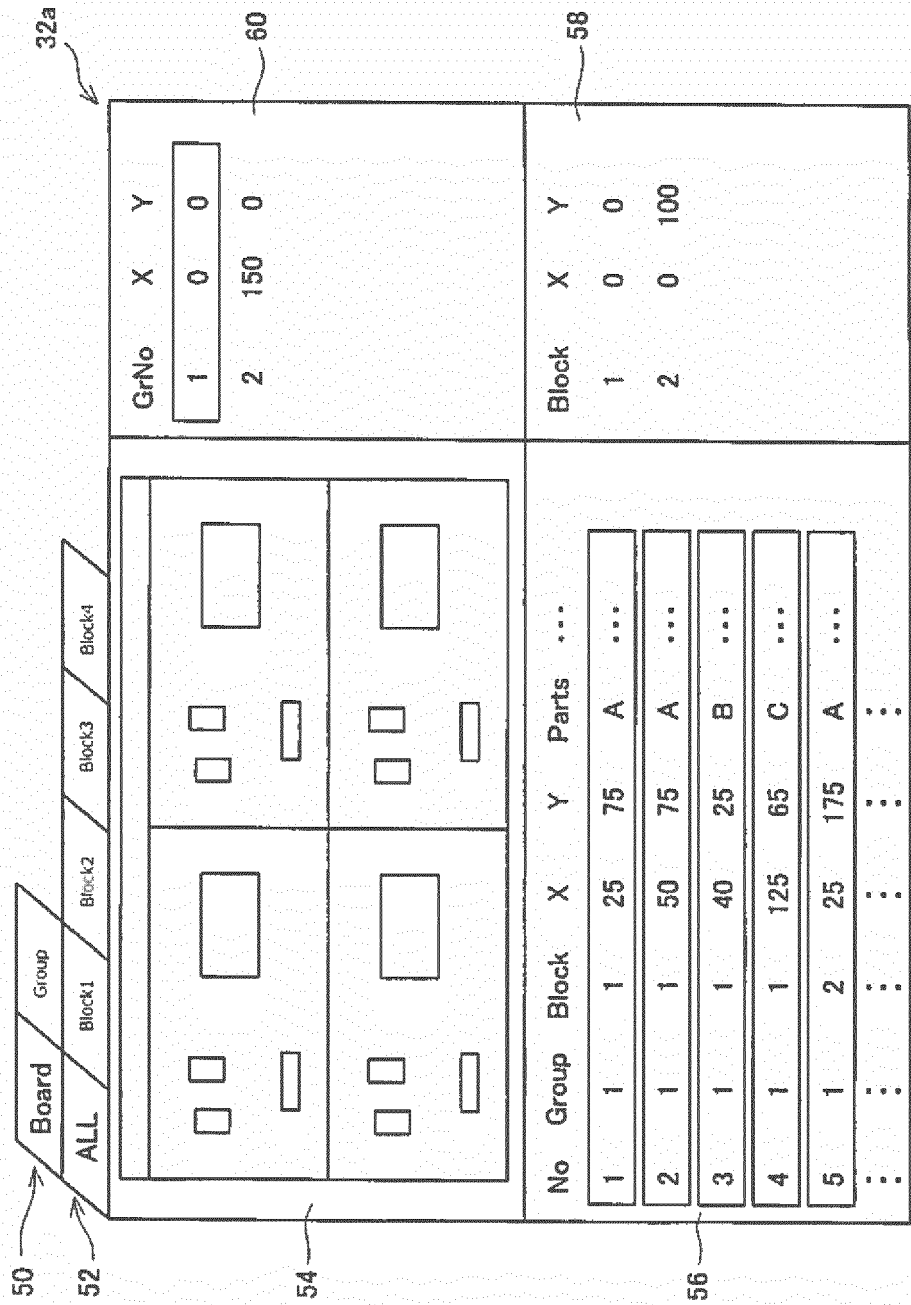 32a
50
Board Group
52
ALL Block1 Block2 Block3 Block4
54
GrNo X Y
1 0 0
2 150 0
60
56
No Group Block X Y Parts ...
1 1 1 25 75 A ...
2 1 1 50 75 A ...
3 1 1 40 25 B ...
4 1 1 125 65 C ...
5 1 2 25 175 A ...
... ... ... ... ... ...
58
Block X Y
1 0 0
2 0 100